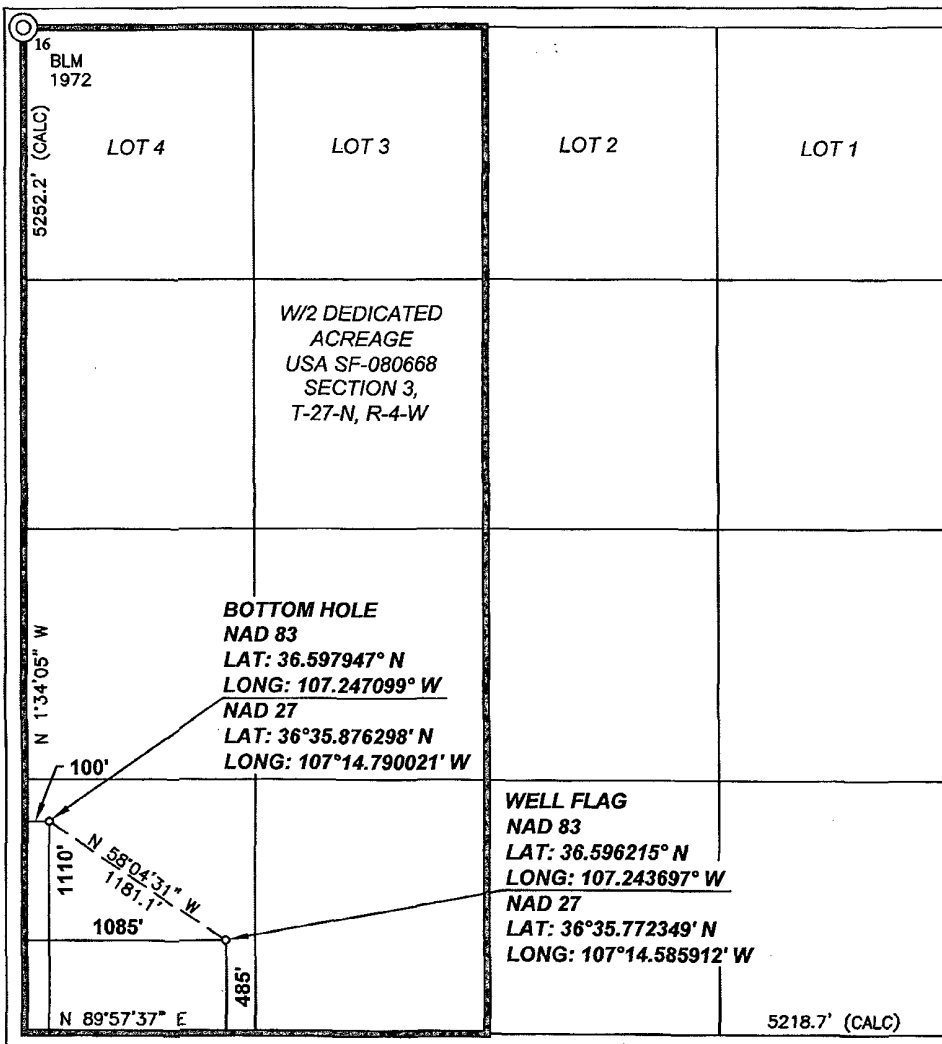 16
BLM
1972
5252.2' (CALC)
LOT 4
LOT 3
LOT 2
LOT 1
W/2 DEDICATED
ACREAGE
USA SF-080668
SECTION 3,
T-27-N, R-4-W
N 1°34'05" W
BOTTOM HOLE
NAD 83
LAT: 36.597947° N
LONG: 107.247099° W
NAD 27
LAT: 36°35.876298' N
LONG: 107°14.790021' W
100'
1110'
N 58°04'31" W
1181.1'
1085'
485'
WELL FLAG
NAD 83
LAT: 36.596215° N
LONG: 107.243697° W
NAD 27
LAT: 36°35.772349' N
LONG: 107°14.585912' W
N 89°57'37" E
5218.7' (CALC)